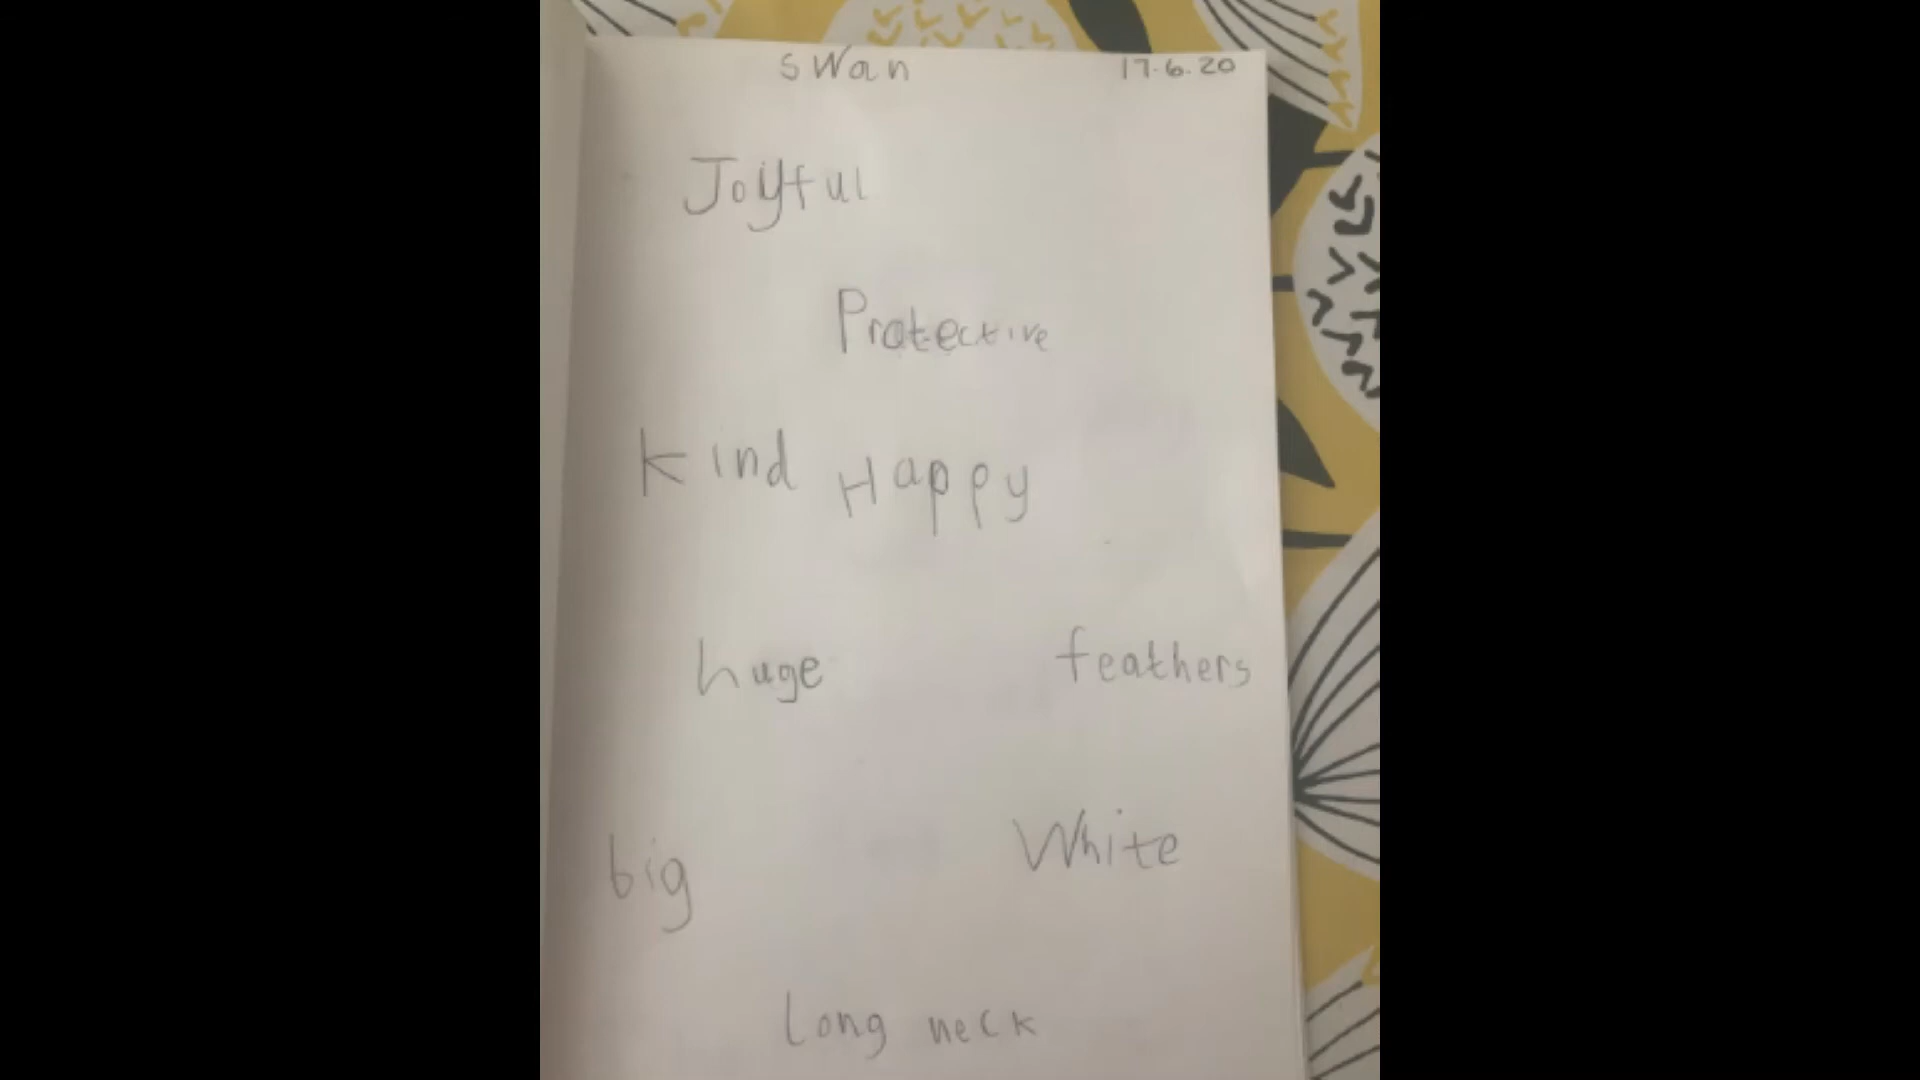 sWan 17.6.20
Joyful
Protective
Kind Happy
huge feathers
big White
Long neck